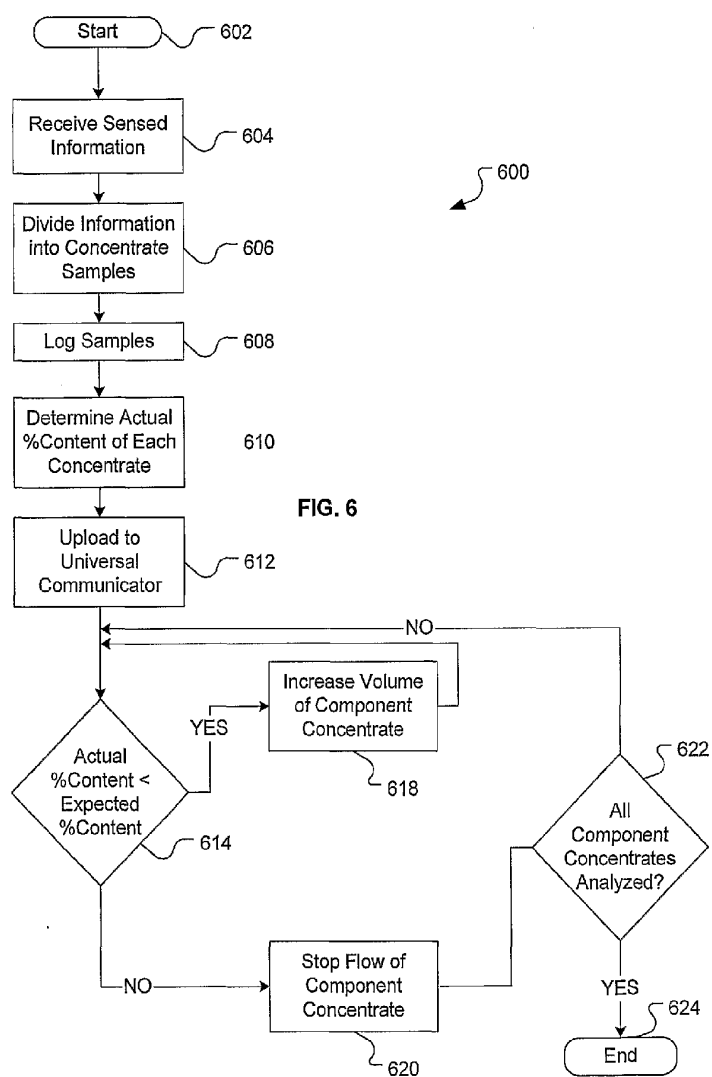 Start
602
Receive Sensed
Information
604
600
Divide Information
into Concentrate
Samples
606
Log Samples
608
Determine Actual
%Content of Each
Concentrate
610
FIG. 6
Upload to
Universal
Communicator
612
NO
Increase Volume
of Component
Concentrate
618
YES
Actual
%Content <
Expected
%Content
614
622
All
Component
Concentrates
Analyzed?
NO
Stop Flow of
Component
Concentrate
620
YES
624
End